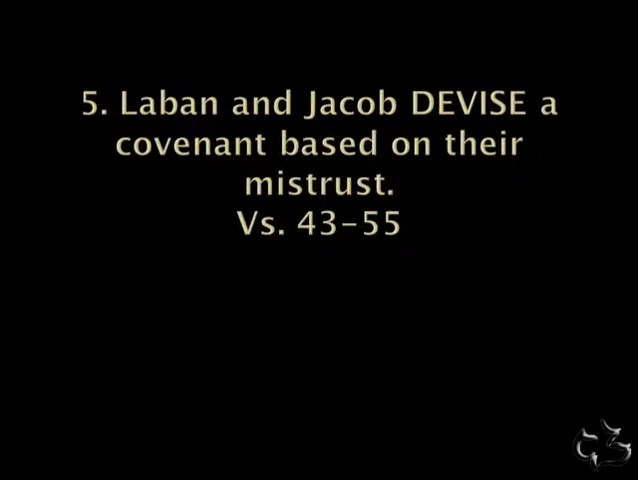 5. Laban and Jacob DEVISE a
covenant based on their
mistrust.
Vs. 43-55